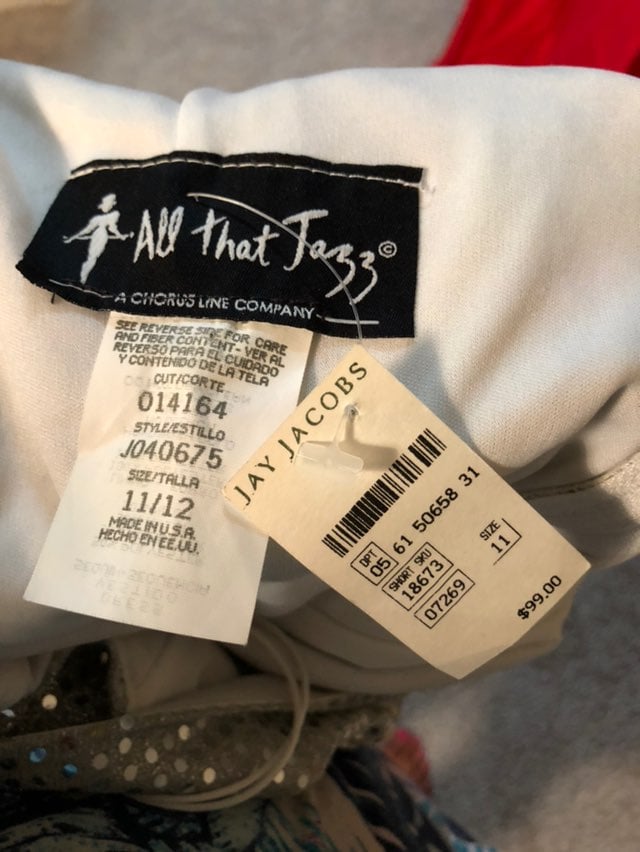 All that Jazz©
A CHORUS LINE COMPANY
SEE REVERSE SIDE FOR CARE
AND FIBER CONTENT - VER AL
REVERSO PARA EL CUIDADO
Y CONTENIDO DE LA TELA
CUT/CORTE
014164
STYLE/ESTILLO
J040675
SIZE/TALLA
11/12
MADE IN U.S.A.
HECHO EN EE.UU.
JAY JACOBS
DPT
05 61 50658 31
SHORT SKU
18673
07269
SIZE
11
$99.00